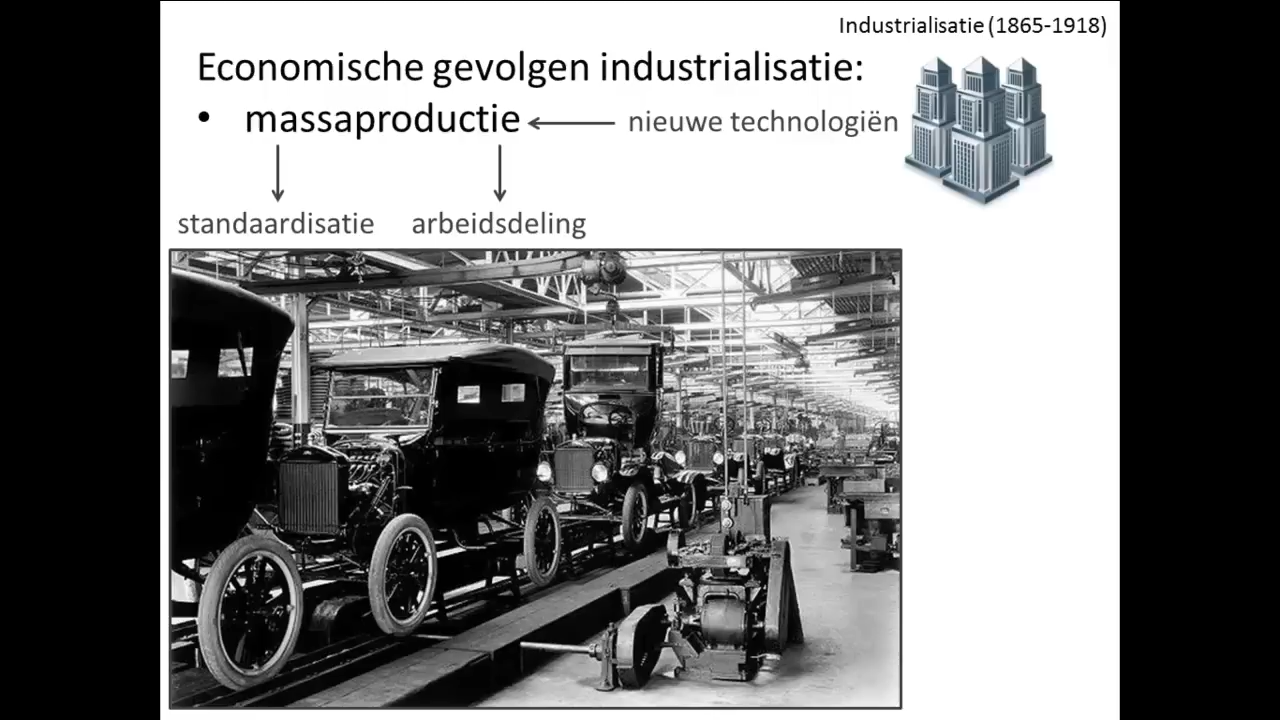 Industrialisatie (1865-1918)
Economische gevolgen industrialisatie:
• massaproductie
nieuwe technologiën
standaardisatie
arbeidsdeling